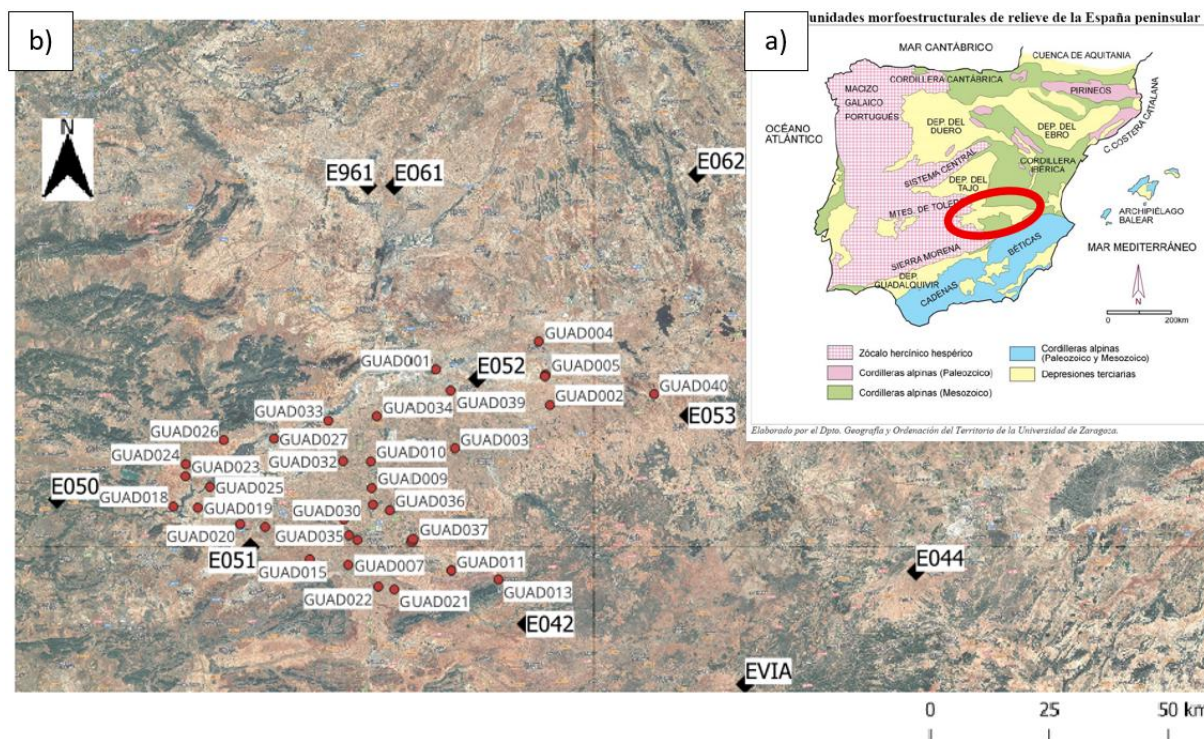 b)
N
E961
E061
E062
GUAD004
GUAD001
E052
GUAD005
GUAD040
GUAD039
GUAD002
E053
GUAD034
GUAD033
GUAD026
GUAD027
GUAD003
GUAD024
GUAD032
GUAD010
GUAD023
GUAD009
E050
GUAD025
GUAD018
GUAD036
GUAD019
GUAD030
GUAD020
GUAD035
GUAD037
E051
GUAD015
GUAD007
GUAD011
E044
GUAD022
GUAD021
GUAD013
E042
EVIA
0 25 50 km
a)
unidades morfoestructurales de relieve de la España peninsular
MAR CANTÁBRICO
CUENCA DE AQUITANIA
CORDILLERA CANTÁBRICA
MACIZO
GALAICO
PORTUGUÉS
PIRINEOS
C. COSTERA CATALANA
OCÉANO
ATLÁNTICO
DEP. DEL
DUERO
DEP. DEL
EBRO
SISTEMA CENTRAL
CORDILLERA
IBÉRICA
DEP. DEL
TAJO
MTES. DE TOLEDO
ARCHIPIÉLAGO
BALEAR
SIERRA MORENA
BÉTICAS
MAR MEDITERRÁNEO
DEP.
GUADALQUIVIR
CADENAS
N
0 200km
Zócalo hercínico hespérico
Cordilleras alpinas (Paleozcico)
Cordilleras alpinas (Mesozoico)
Cordilleras alpinas
(Paleozoico y Mesozoico)
Depresiones terciarias
Elaborado por el Dpto. Geografía y Ordenación del Territorio de la Universidad de Zaragoza.